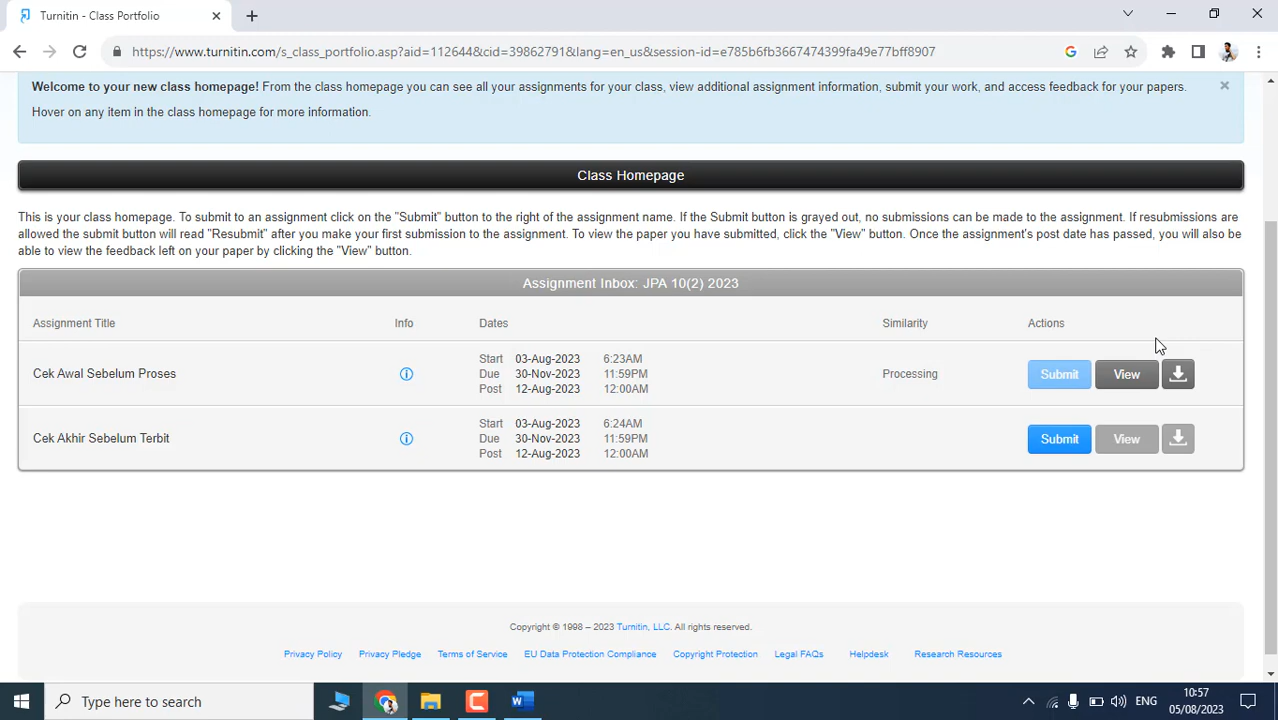 Turnitin - Class Portfolio
https://www.turnitin.com/s_class_portfolio.asp?aid=112644&cid=39862791&lang=en_us&session-id=e785b6fb3667474399fa49e77bff8907
Welcome to your new class homepage! From the class homepage you can see all your assignments for your class, view additional assignment information, submit your work, and access feedback for your papers.
Hover on any item in the class homepage for more information.
Class Homepage
This is your class homepage. To submit to an assignment click on the "Submit" button to the right of the assignment name. If the Submit button is grayed out, no submissions can be made to the assignment. If resubmissions are
allowed the submit button will read "Resubmit" after you make your first submission to the assignment. To view the paper you have submitted, click the "View" button. Once the assignment's post date has passed, you will also be
able to view the feedback left on your paper by clicking the "View" button.
Assignment Inbox: JPA 10(2) 2023
Assignment Title Info Dates Similarity Actions
Start 03-Aug-2023 6:23AM
Cek Awal Sebelum Proses Due 30-Nov-2023 11:59PM Processing Submit View
Post 12-Aug-2023 12:00AM
Start 03-Aug-2023 6:24AM
Cek Akhir Sebelum Terbit Due 30-Nov-2023 11:59PM Submit View
Post 12-Aug-2023 12:00AM
Copyright © 1998 – 2023 Turnitin, LLC. All rights reserved.
Privacy Policy Privacy Pledge Terms of Service EU Data Protection Compliance Copyright Protection Legal FAQs Helpdesk Research Resources
Type here to search
ENG
10:57
05/08/2023